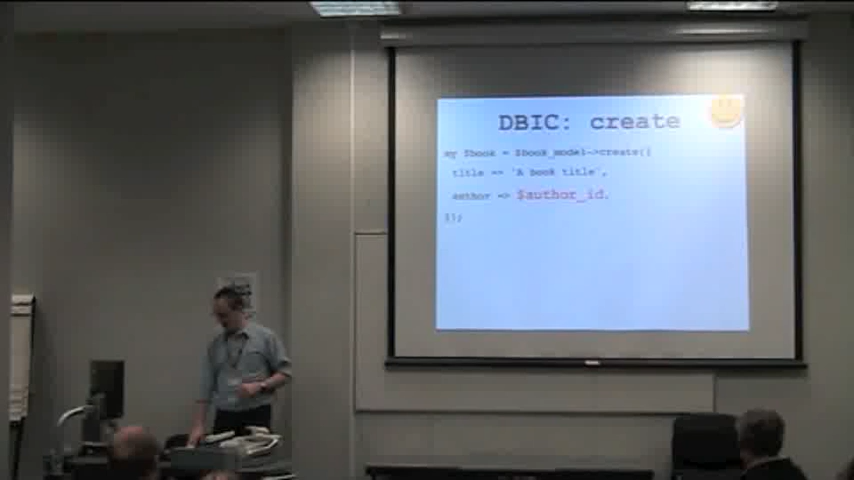 DBIC: create
my $book = $book_model->create({
title => 'A book title',
author => $author_id,
});